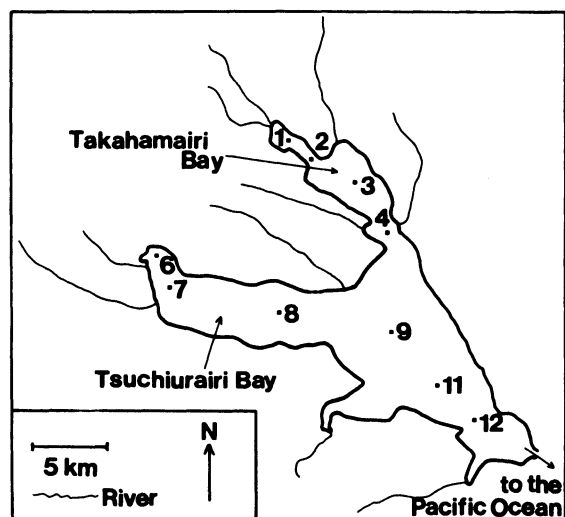 Takahamairi
Bay
1
2
3
4
6
7
8
9
11
12
Tsuchiurairi Bay
5 km
River
N
to the
Pacific Ocean